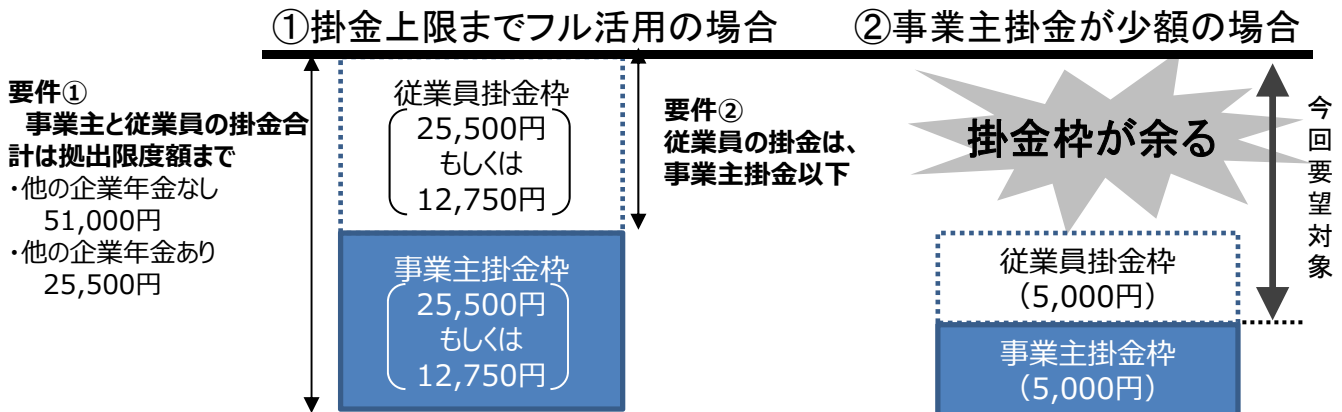 ①掛金上限までフル活用の場合
②事業主掛金が少額の場合
要件①
事業主と従業員の掛金合
計は拠出限度額まで
・他の企業年金なし
51,000円
・他の企業年金あり
25,500円
従業員掛金枠
25,500円
もしくは
12,750円
事業主掛金枠
25,500円
もしくは
12,750円
要件②
従業員の掛金は、
事業主掛金以下
掛金枠が余る
従業員掛金枠
（5,000円）
事業主掛金枠
（5,000円）
今回要望対象